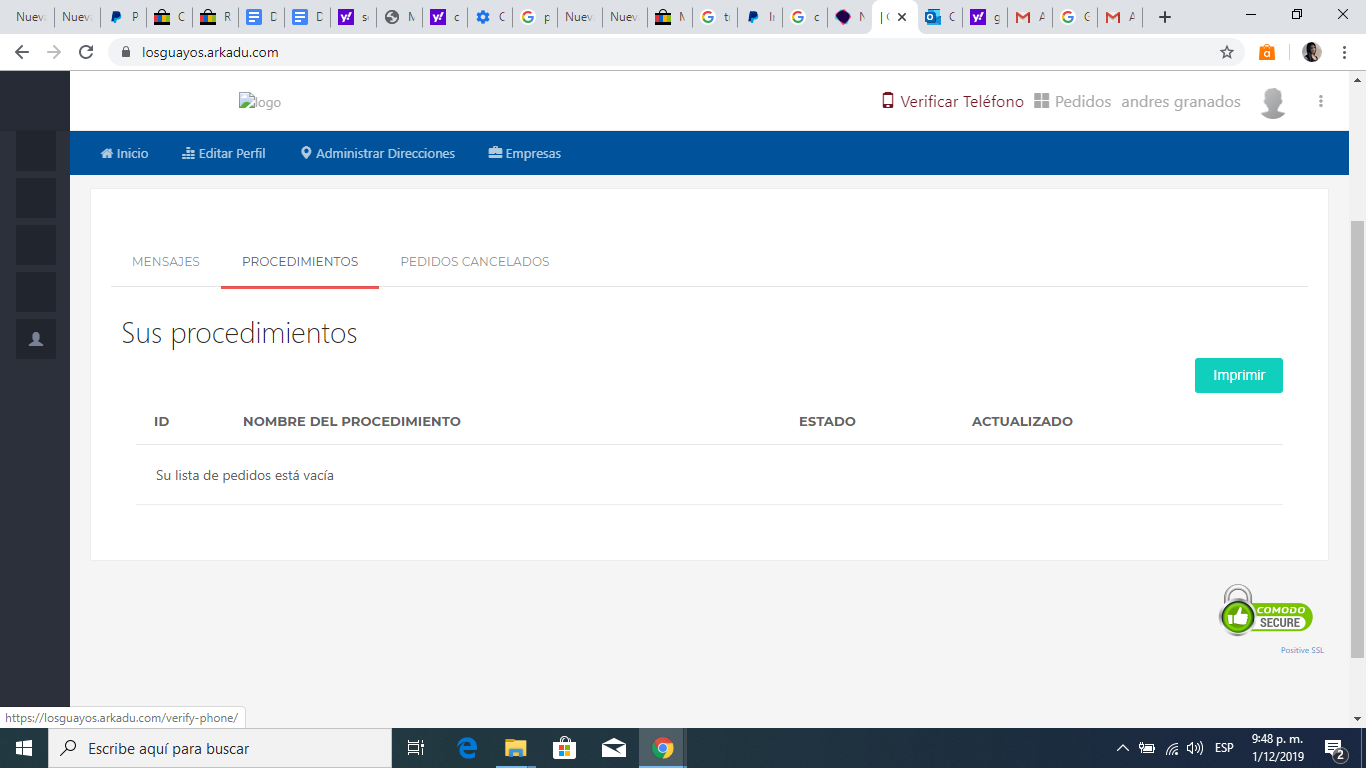 Nuev
Nuev
P
C
R
D
D
s
M
c
C
p
Nuev
Nuev
M
tr
Ir
c
N
| C
C
g
A
G
A
losguayos.arkadu.com
logo
Verificar Teléfono
Pedidos
andres granados
Inicio
Editar Perfil
Administrar Direcciones
Empresas
MENSAJES
PROCEDIMIENTOS
PEDIDOS CANCELADOS
Sus procedimientos
Imprimir
ID
NOMBRE DEL PROCEDIMIENTO
ESTADO
ACTUALIZADO
Su lista de pedidos está vacía
COMODO
SECURE
Positive SSL
https://losguayos.arkadu.com/verify-phone/
Escribe aquí para buscar
ESP
9:48 p. m.
1/12/2019
2